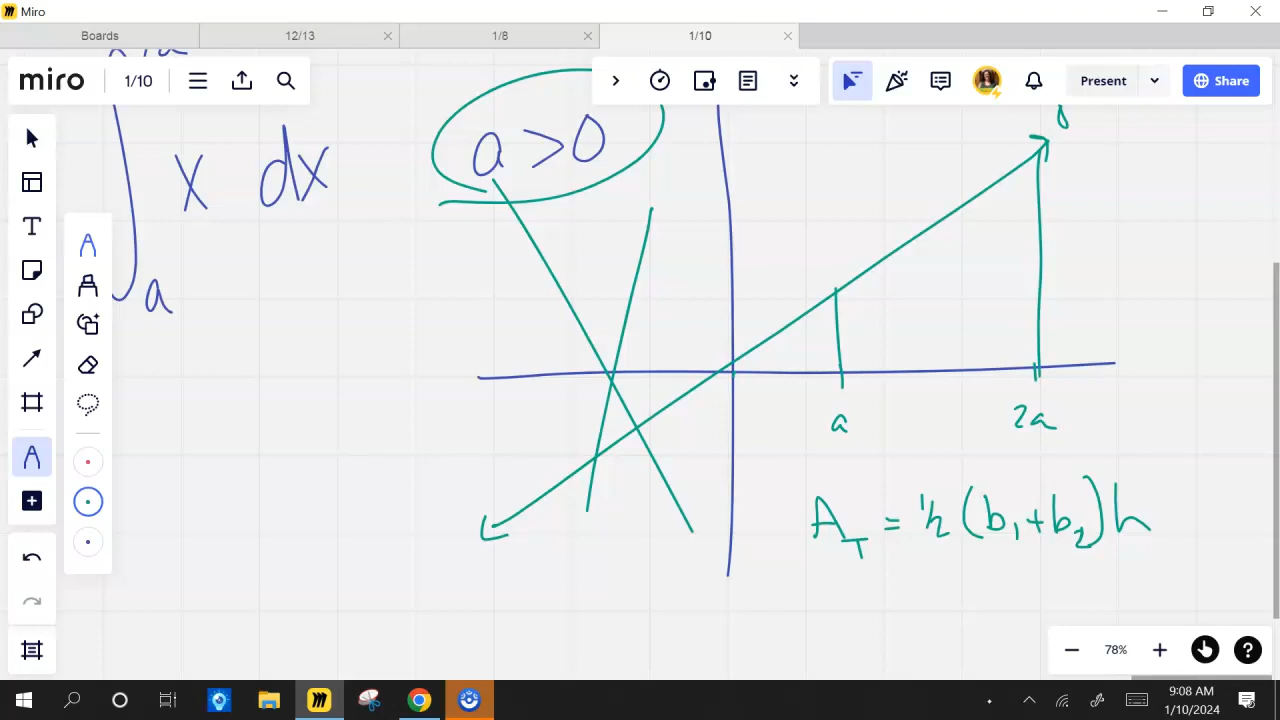 Miro
Boards
12/13
1/8
1/10
miro
1/10
Present
Share
a > 0
x dx
a
a
2a
A_T = ½ (b₁ + b₂) h
78%
9:08 AM
1/10/2024